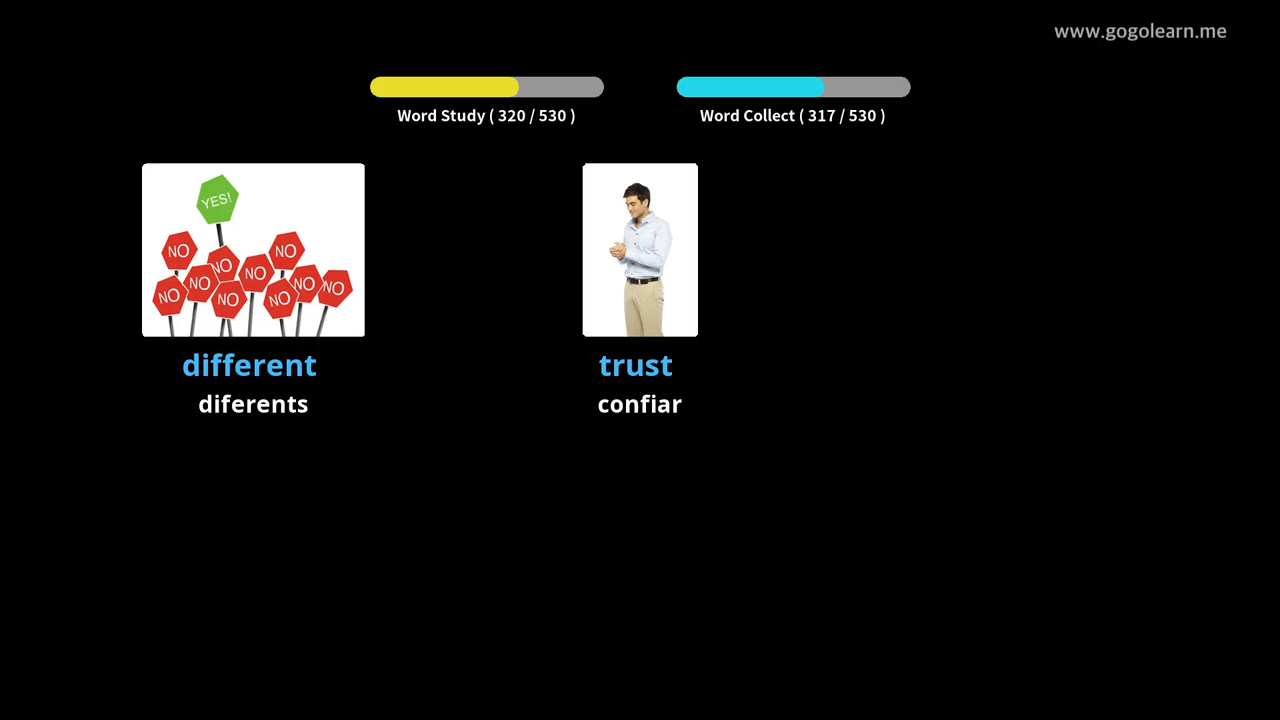 www.gogolearn.me
Word Study ( 320 / 530 )
Word Collect ( 317 / 530 )
YES!
NO
NO
NO
NO
NO
NO
NO
NO
NO
NO
different
diferents
trust
confiar